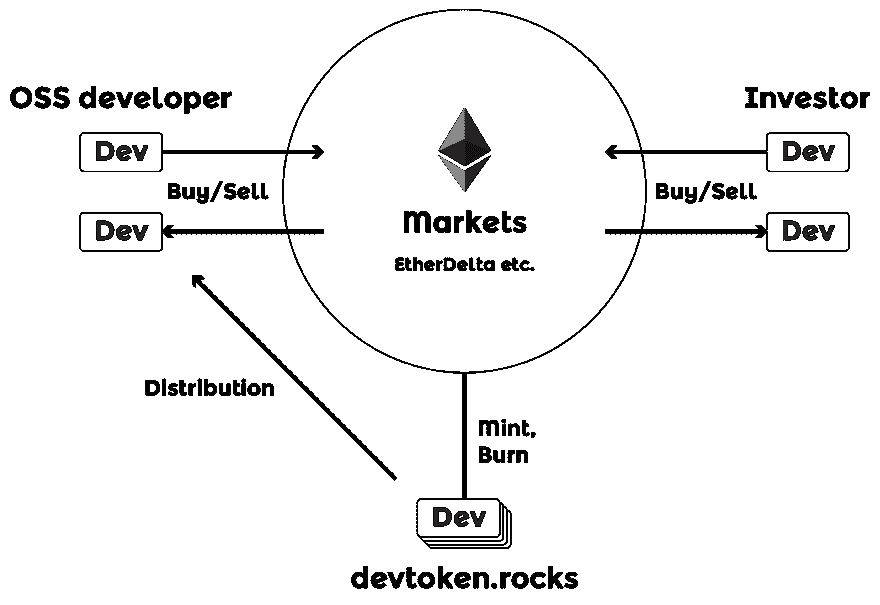 OSS developer
Investor
Dev
Dev
Buy/Sell
Buy/Sell
Dev
Dev
Markets
EtherDelta etc.
Distribution
Mint,
Burn
Dev
devtoken.rocks